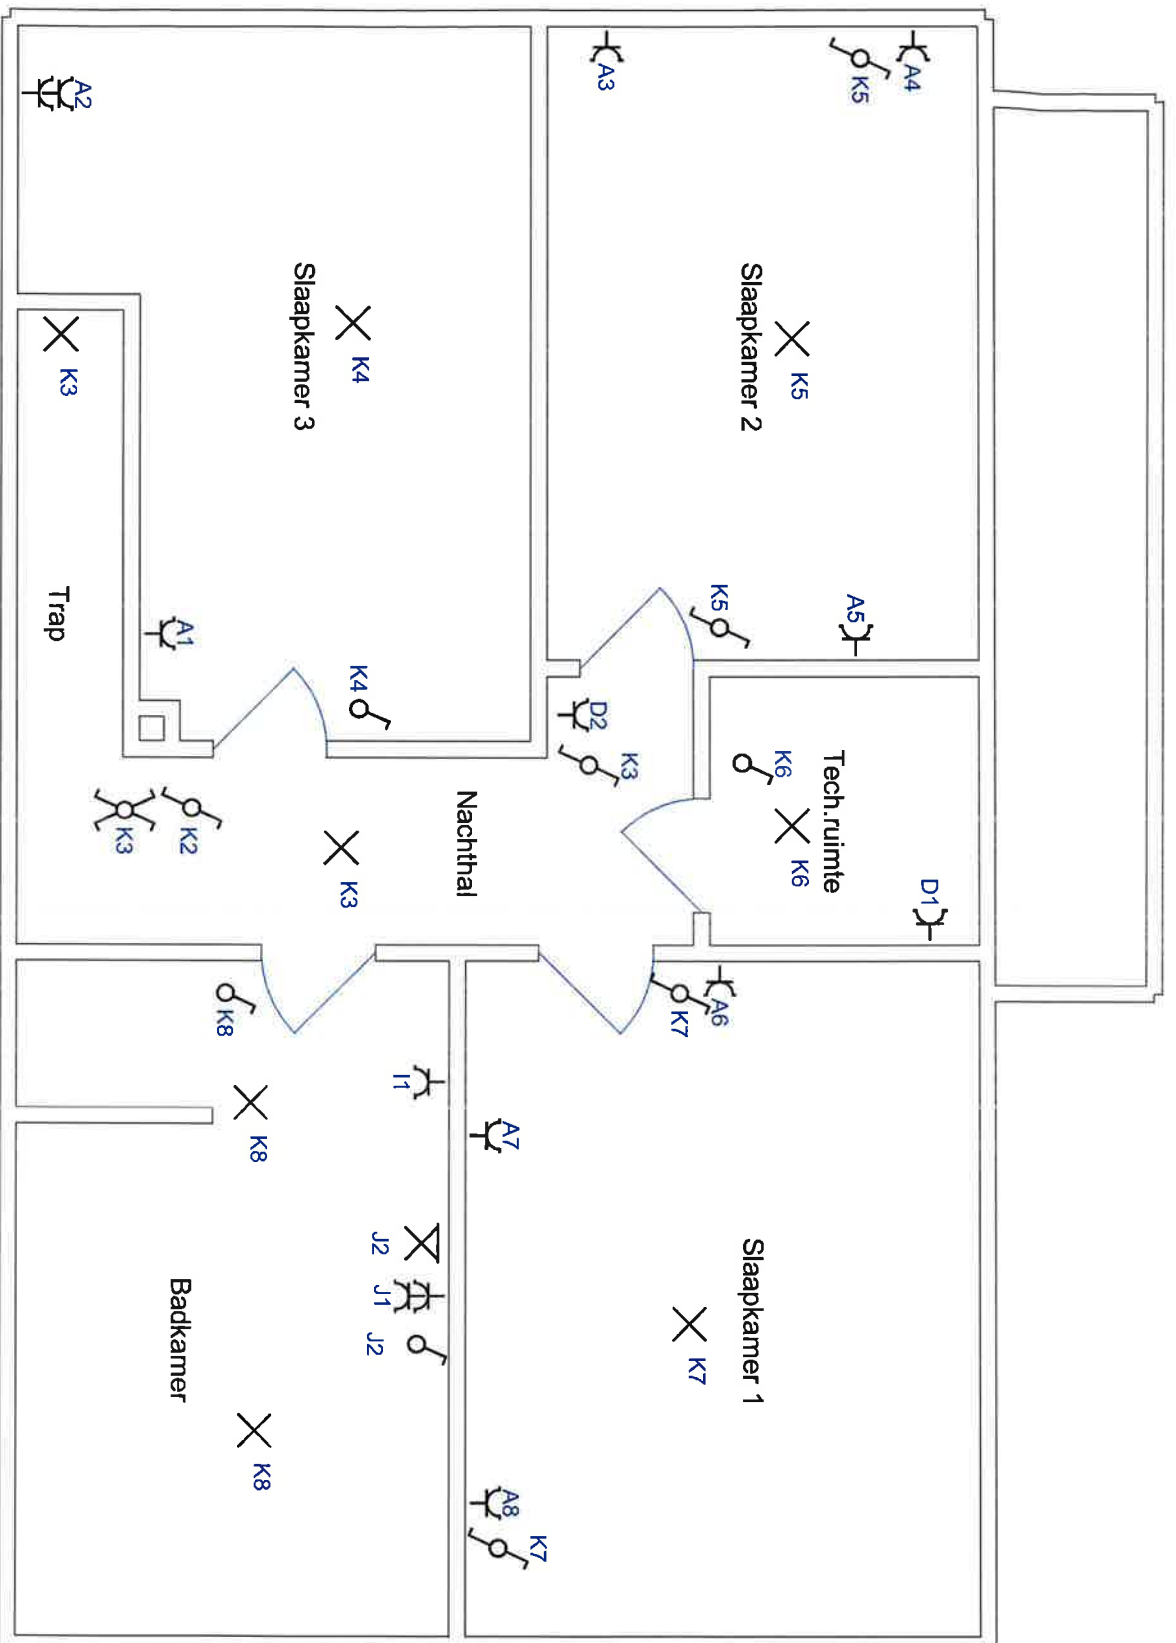 A4
K5
A5
D1
Tech.ruimte
K5
K6
K6
Slaapkamer 2
Slaapkamer 1
K5
A6
K7
K7
A3
D2
K3
A7
A8
K7
Nachthal
I1
J2
J1
J2
K4
K4
K3
Slaapkamer 3
K8
K8
K8
A1
K2
Badkamer
K3
A2
K3
Trap